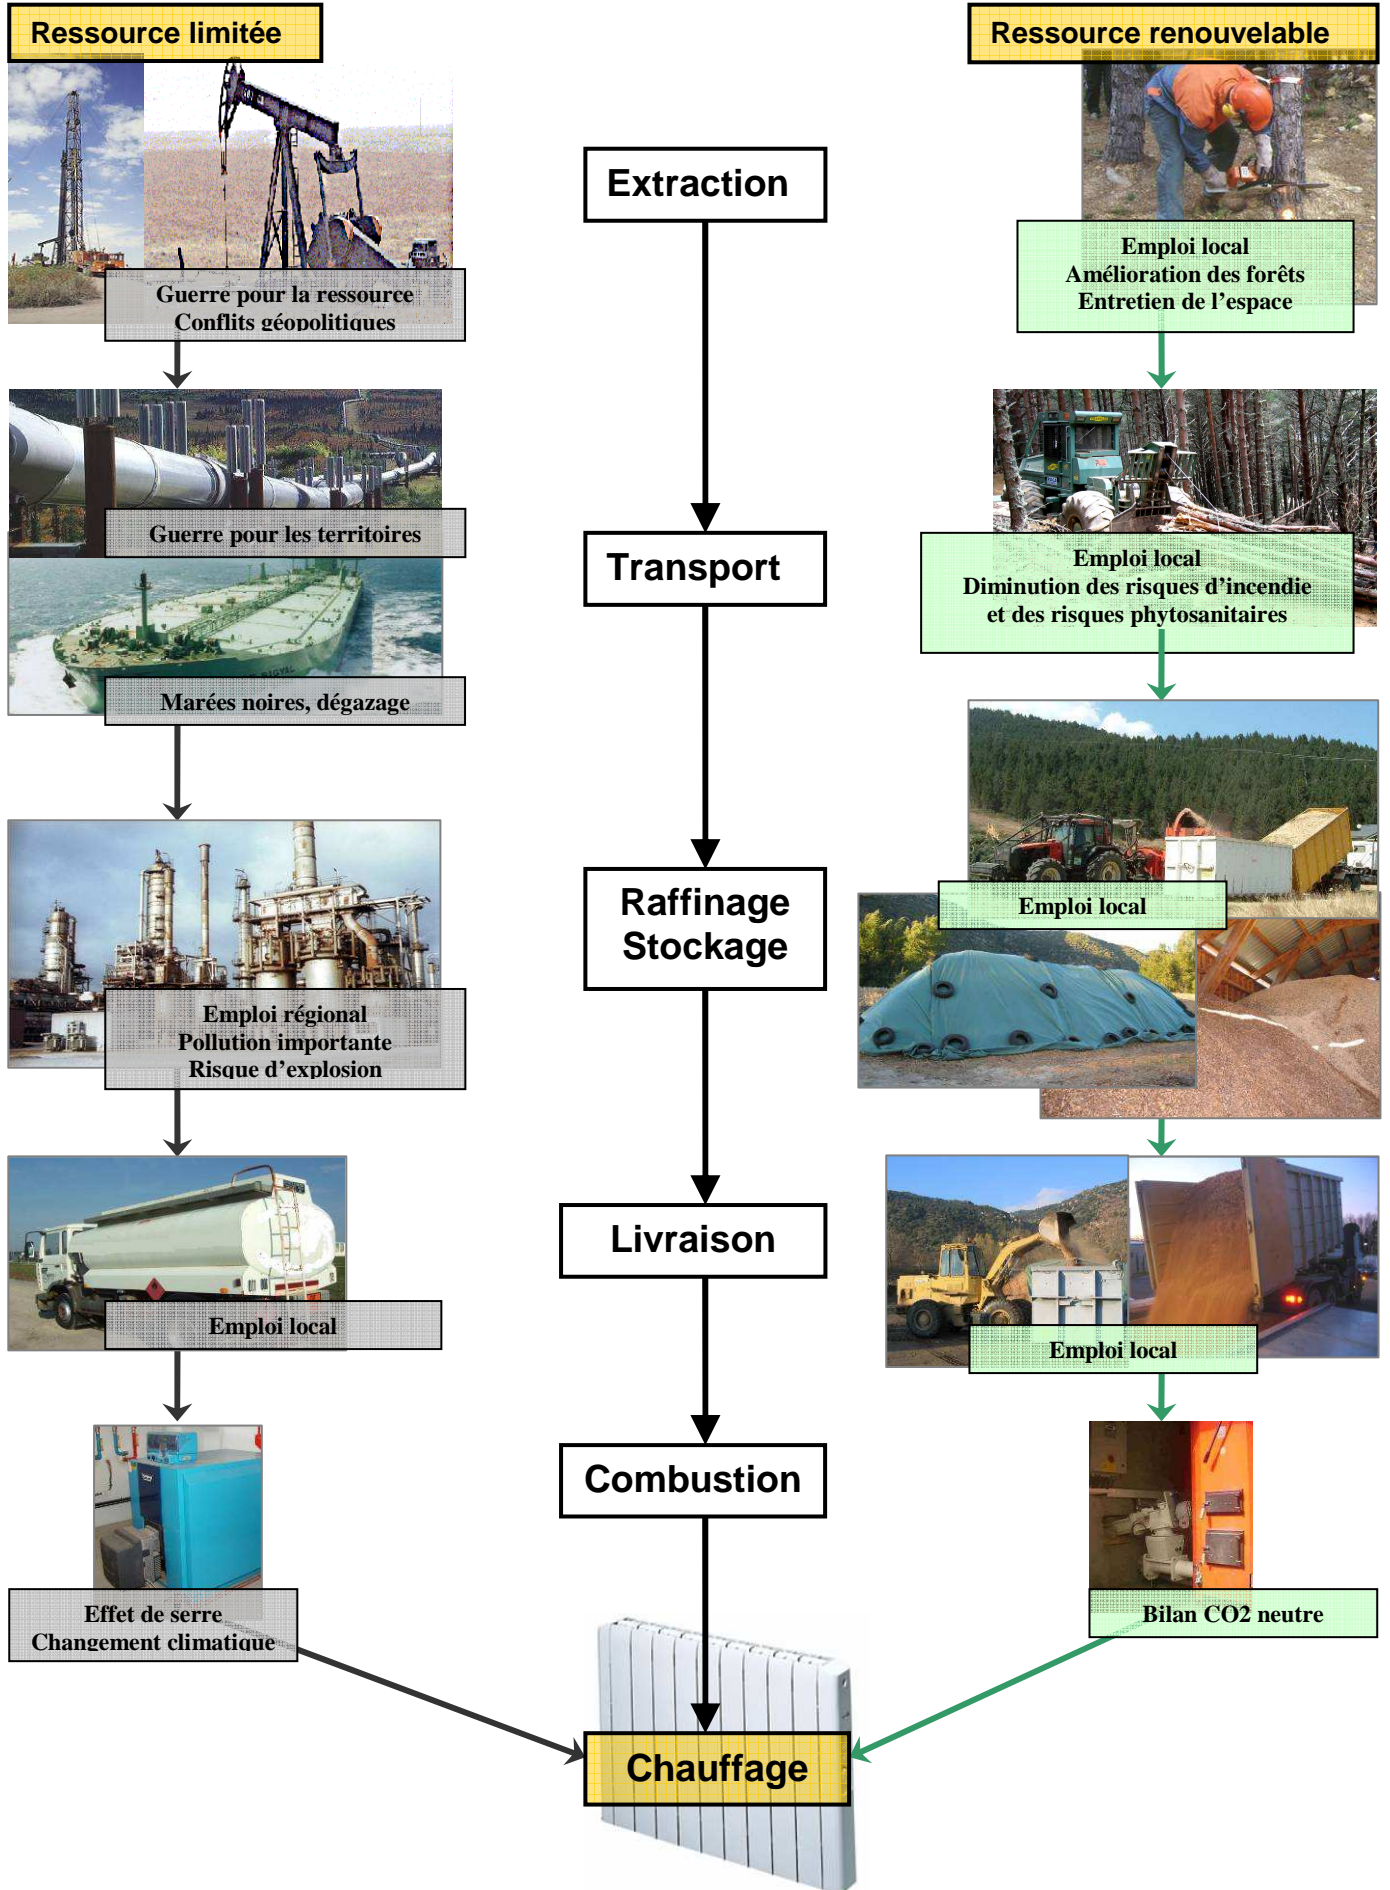 Ressource limitée
Ressource renouvelable
Extraction
Guerre pour la ressource
Conflits géopolitiques
Emploi local
Amélioration des forêts
Entretien de l’espace
Guerre pour les territoires
Transport
Emploi local
Diminution des risques d’incendie
et des risques phytosanitaires
Marées noires, dégazage
Raffinage
Stockage
Emploi local
Emploi régional
Pollution importante
Risque d’explosion
Livraison
Emploi local
Emploi local
Combustion
Effet de serre
Changement climatique
Bilan CO2 neutre
Chauffage